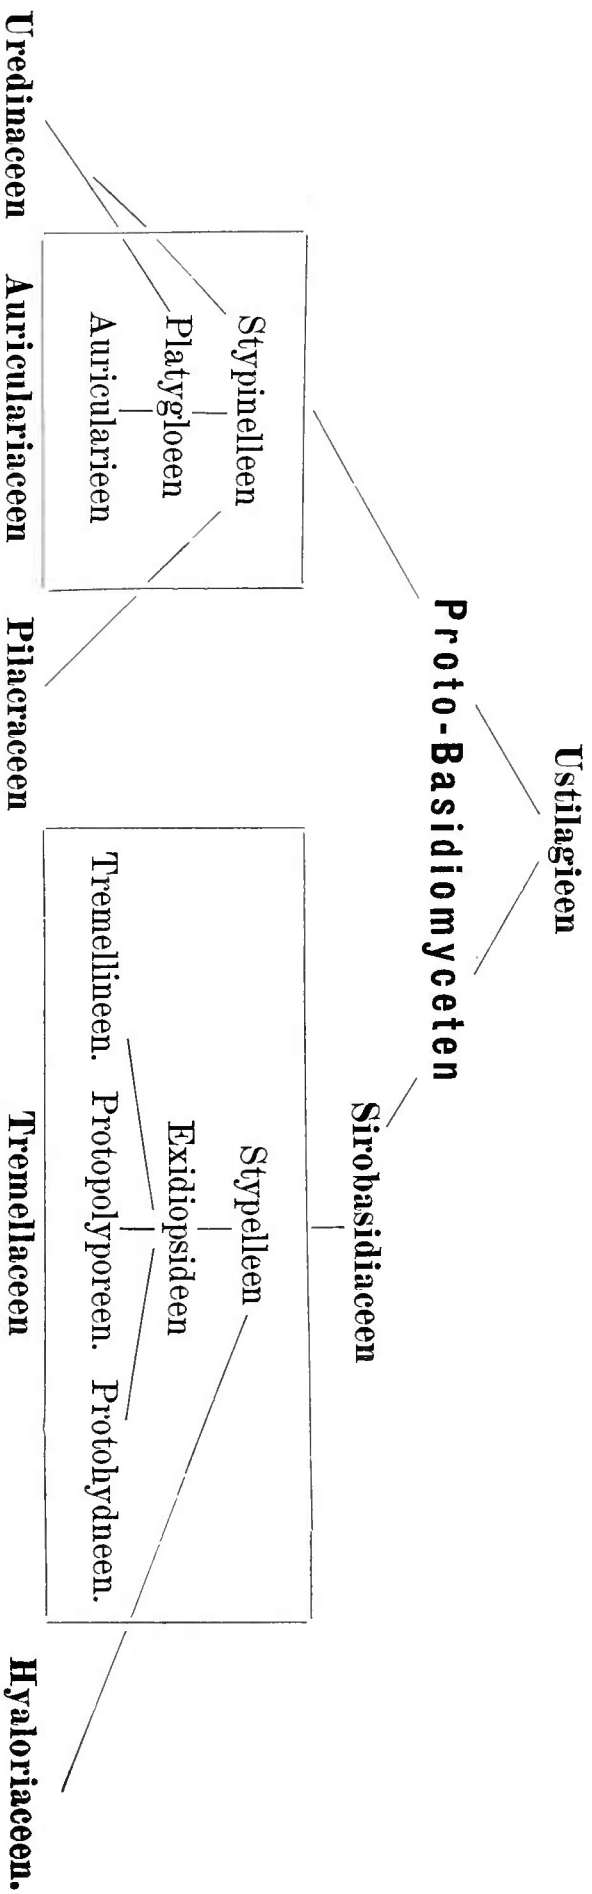 Ustilagieen
Proto-Basidiomyceten
Sirobasidiaceen
Stypinelleen
Stypelleen
Platygloeen
Exidiopsideen
Auricularieen
Tremellineen. Protopolyporeen. Protohydneen.
Uredinaceen Auriculariaceen Pilacraceen Tremellaceen Hyaloriaceen.